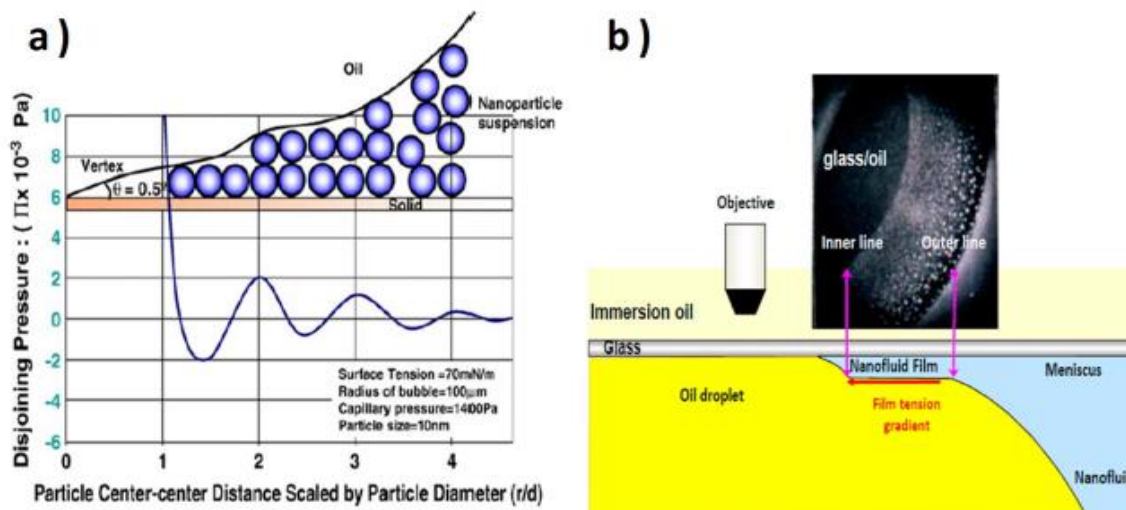 a )
Oil
Nanoparticle
suspension
Vertex
θ = 0.5°
Solid
Disjoining Pressure : ( Π x 10⁻³ Pa)
10
8
6
4
2
0
-2
-4
-6
Surface Tension =70mN/m
Radius of bubble=100μm
Capillary pressure=1400Pa
Particle size=10nm
0 1 2 3 4
Particle Center-center Distance Scaled by Particle Diameter (r/d)
b )
glass/oil
Objective
Inner line
Outer line
Immersion oil
Glass
Nanofluid Film
Meniscus
Oil droplet
Film tension
gradient
Nanoflui